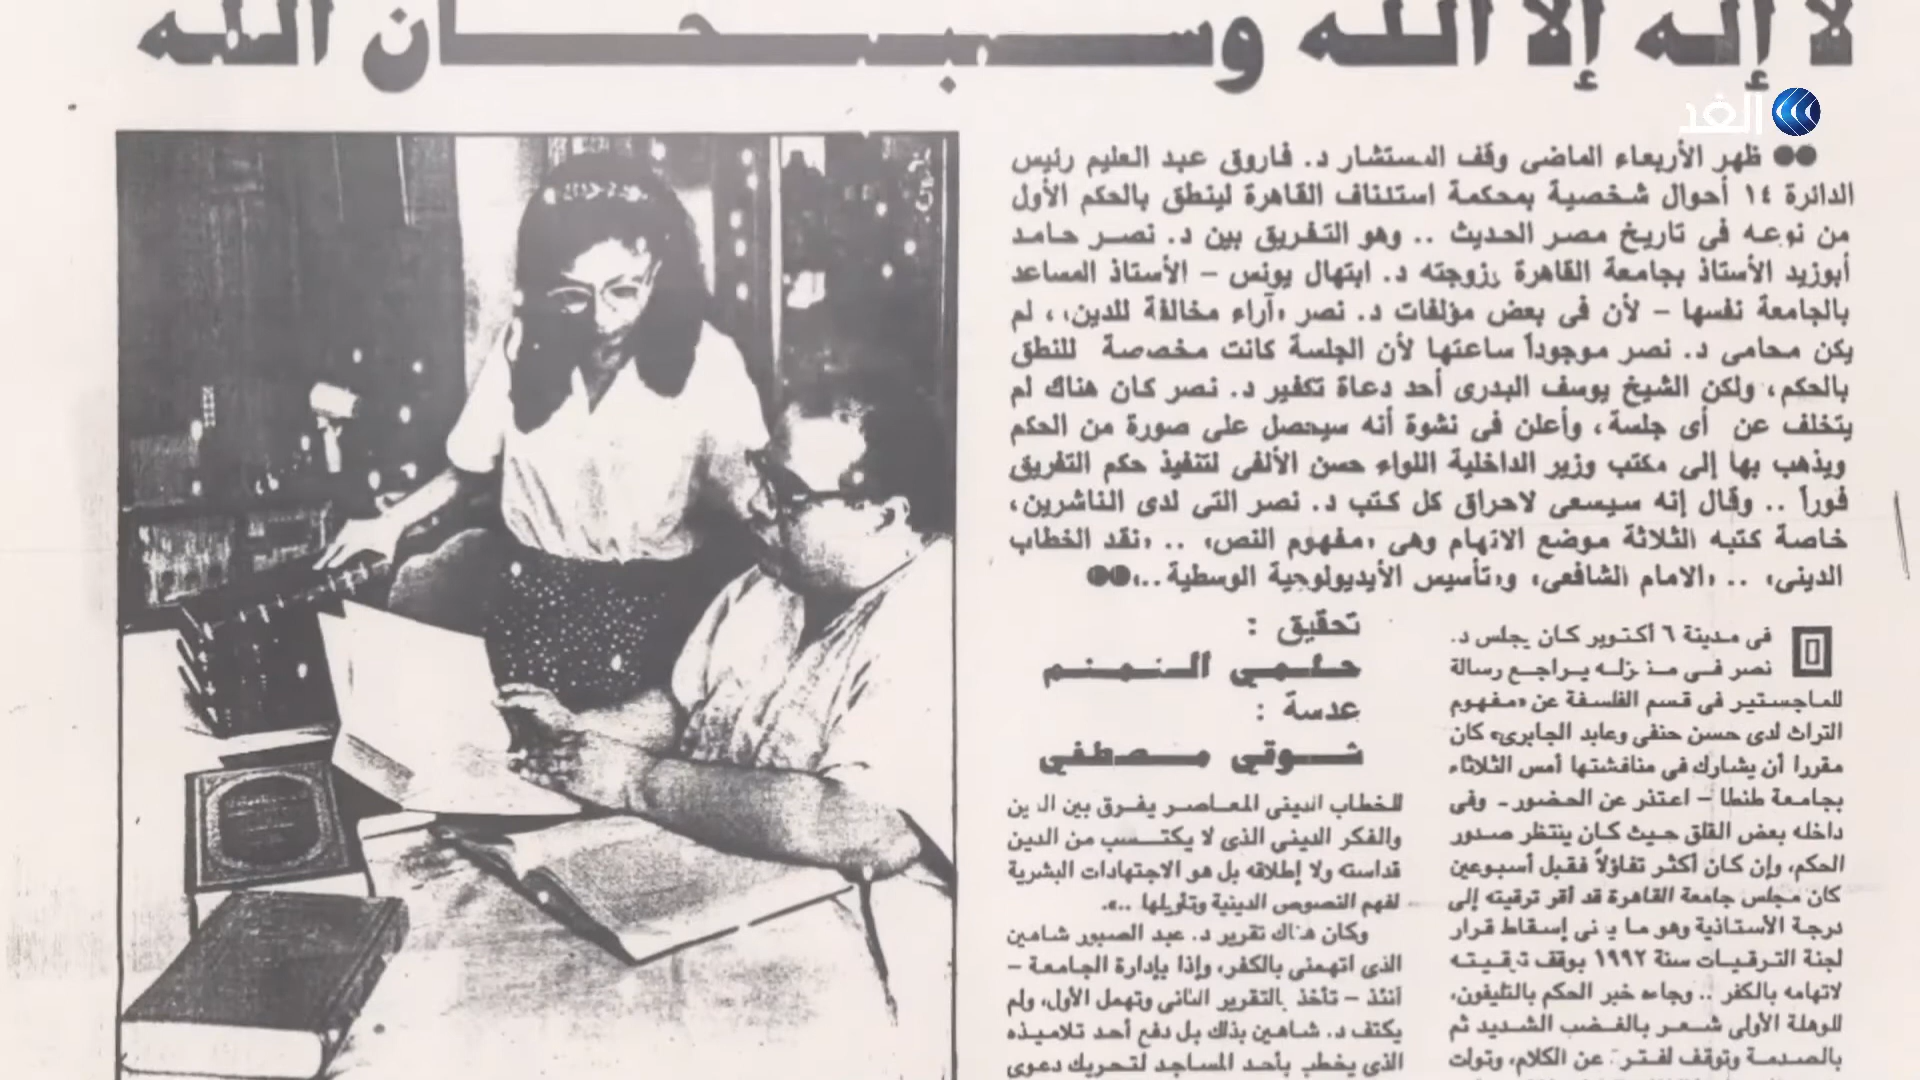 لا إله إلا الله وسبحان الله
الغد
ظهر الأربعاء الماضى وقف المستشار د. فاروق عبد العليم رئيس
الدائرة ١٤ أحوال شخصية بمحكمة استئناف القاهرة لينطق بالحكم الأول
من نوعه فى تاريخ مصر الحديث .. وهو التفريق بين د. نصر حامد
أبوزيد الأستاذ بجامعة القاهرة وزوجته د. ابتهال يونس – الأستاذ المساعد
بالجامعة نفسها – لأن فى بعض مؤلفات د. نصر «آراء مخالفة للدين»، لم
يكن محامى د. نصر موجوداً ساعتها لأن الجلسة كانت مخصصة للنطق
بالحكم، ولكن الشيخ يوسف البدرى أحد دعاة تكفير د. نصر كان هناك لم
يتخلف عن أى جلسة، وأعلن فى نشوة أنه سيحصل على صورة من الحكم
ويذهب بها إلى مكتب وزير الداخلية اللواء حسن الألفى لتنفيذ حكم التفريق
فوراً .. وقال إنه سيسعى لاحراق كل كتب د. نصر التى لدى الناشرين،
خاصة كتبه الثلاثة موضع الاتهام وهى «مفهوم النص» .. «نقد الخطاب
الدينى» .. «الامام الشافعى» و«تأسيس الأيديولوجية الوسطية..»
تحقيق :
حلمي النمنم
عدسة :
شوقي مصطفي
فى مدينة ٦ أكتوبر كان يجلس د.
نصر فى منزله يراجع رسالة
للماجستير فى قسم الفلسفة عن «مفهوم
التراث لدى حسن حنفى وعابد الجابرى» كان
مقررا أن يشارك فى مناقشتها أمس الثلاثاء
بجامعة طنطا – اعتذر عن الحضور – وفى
داخله بعض القلق حيث كان ينتظر صدور
الحكم، وإن كان أكثر تفاؤلاً فقبل أسبوعين
كان مجلس جامعة القاهرة قد أقر ترقيته إلى
درجة الأستاذية وهو ما يعنى إسقاط قرار
لجنة الترقيات سنة ١٩٩٢ بوقف ترقيته
لاتهامه بالكفر .. وجاءه خبر الحكم بالتليفون،
للوهلة الأولى شعر بالغضب الشديد ثم
بالصدمة وتوقف لفترة عن الكلام، وتولت
للخطاب الدينى المعاصر يفرق بين الدين
والفكر الدينى الذى لا يكتسب من الدين
قداسته ولا إطلاقه بل هو الاجتهادات البشرية
لفهم النصوص الدينية وتأويلها ..».
وكان هناك تقرير د. عبد الصبور شاهين
الذى اتهمنى بالكفر، وإذا بإدارة الجامعة –
آنئذ – تأخذ بالتقرير الثانى وتهمل الأول، ولم
يكتف د. شاهين بذلك بل دفع أحد تلاميذه
الذى يخطب بأحد المساجد لتحريك دعوى